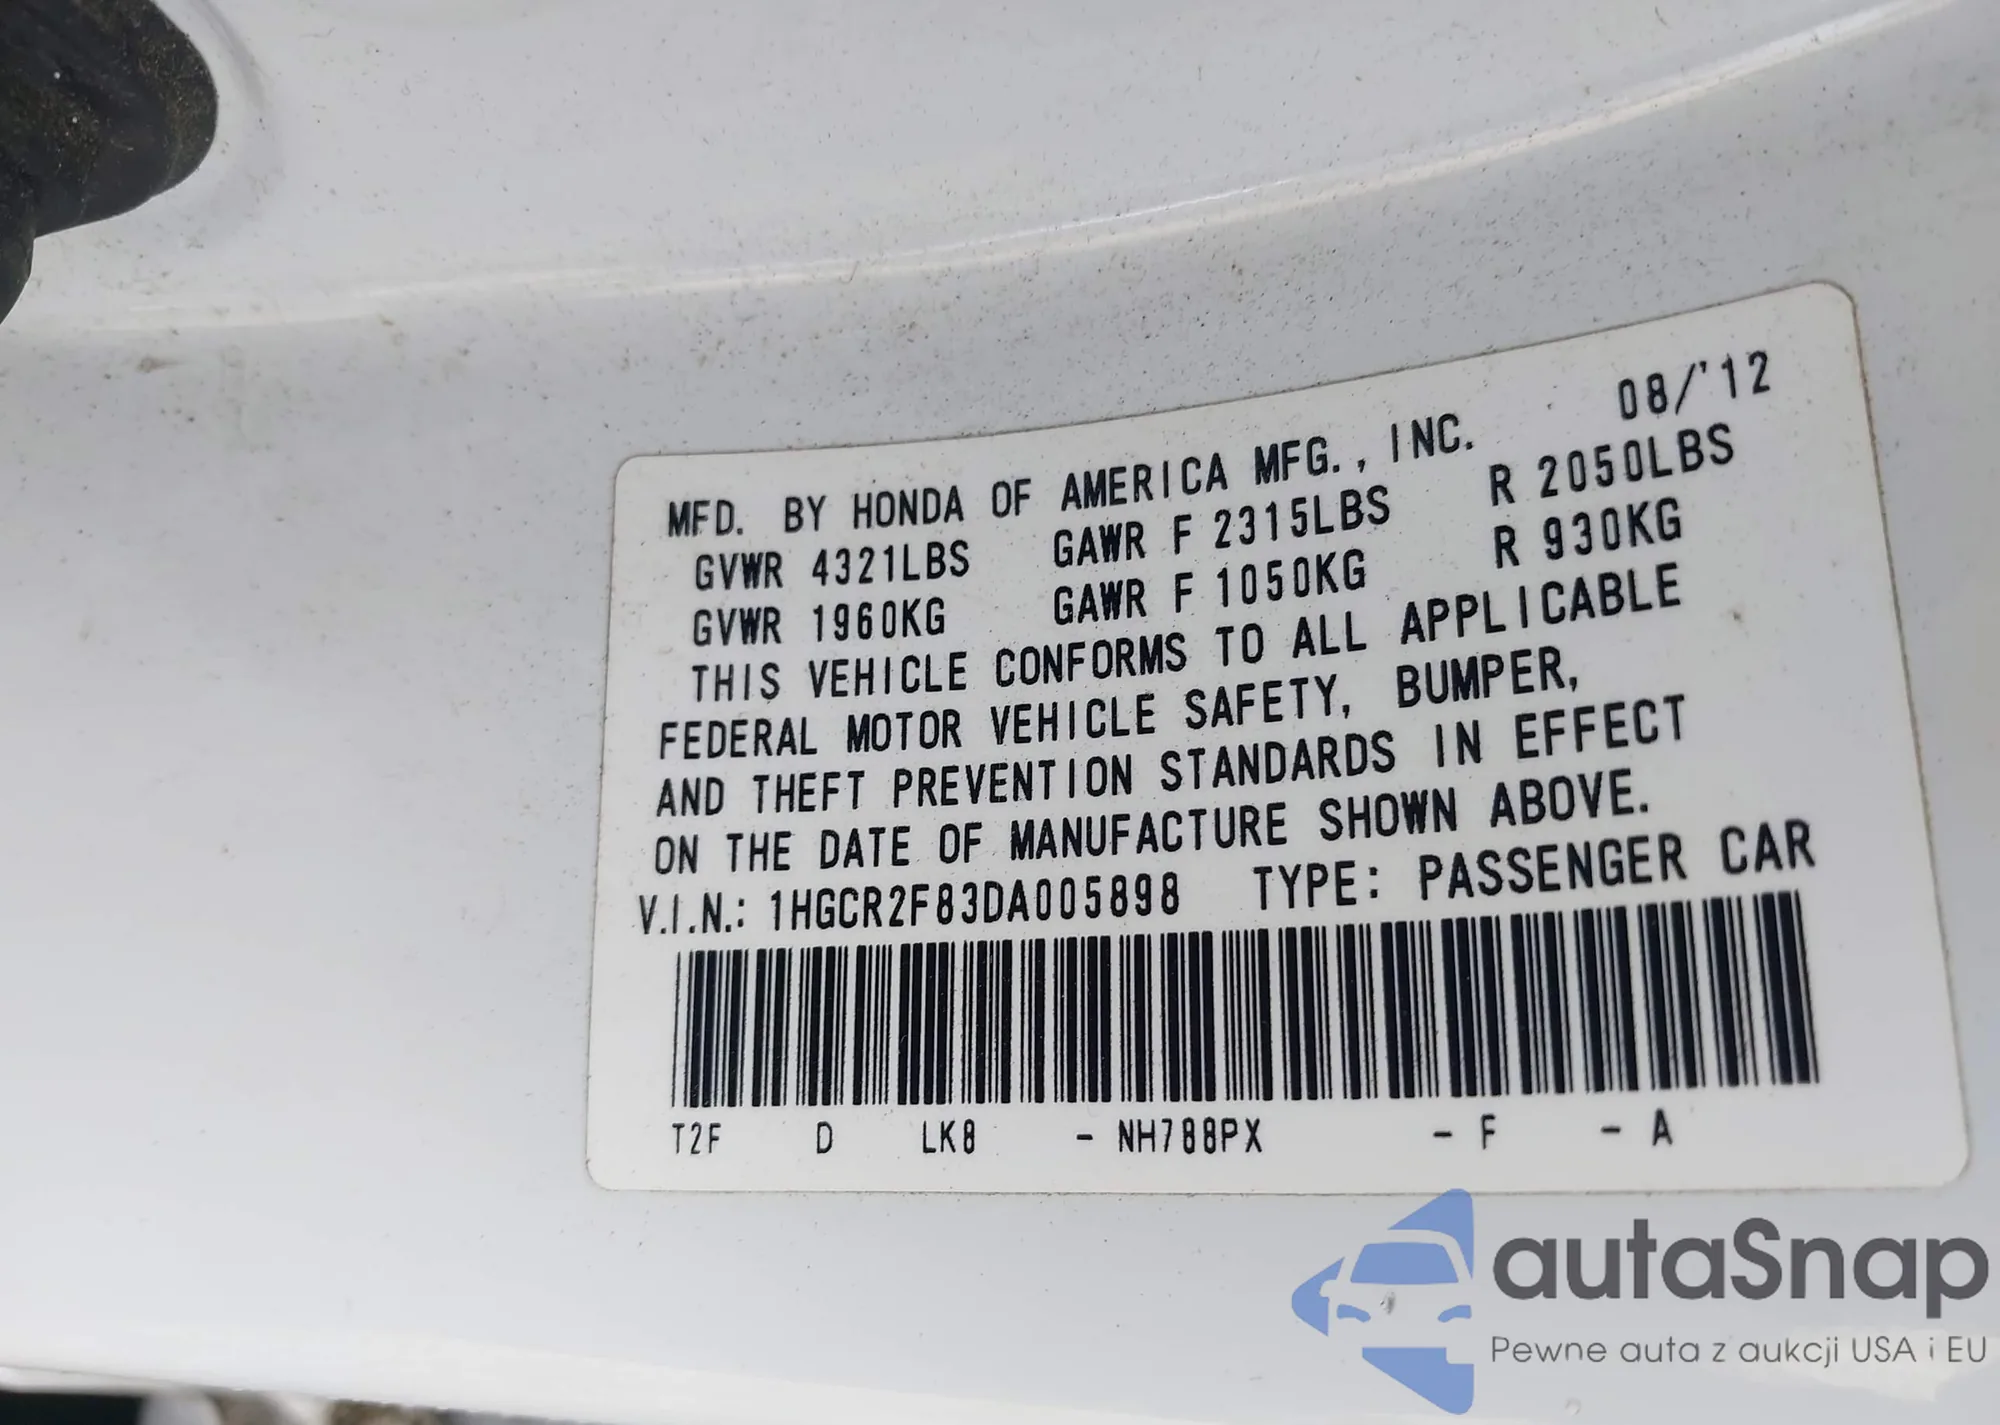 08/'12
MFD. BY HONDA OF AMERICA MFG., INC.
GVWR 4321LBS GAWR F 2315LBS R 2050LBS
GVWR 1960KG GAWR F 1050KG R 930KG
THIS VEHICLE CONFORMS TO ALL APPLICABLE
FEDERAL MOTOR VEHICLE SAFETY, BUMPER,
AND THEFT PREVENTION STANDARDS IN EFFECT
ON THE DATE OF MANUFACTURE SHOWN ABOVE.
V.I.N.: 1HGCR2F83DA005898 TYPE: PASSENGER CAR
T2F D LK8 - NH788PX - F - A
autaSnap
Pewne auta z aukcji USA i EU